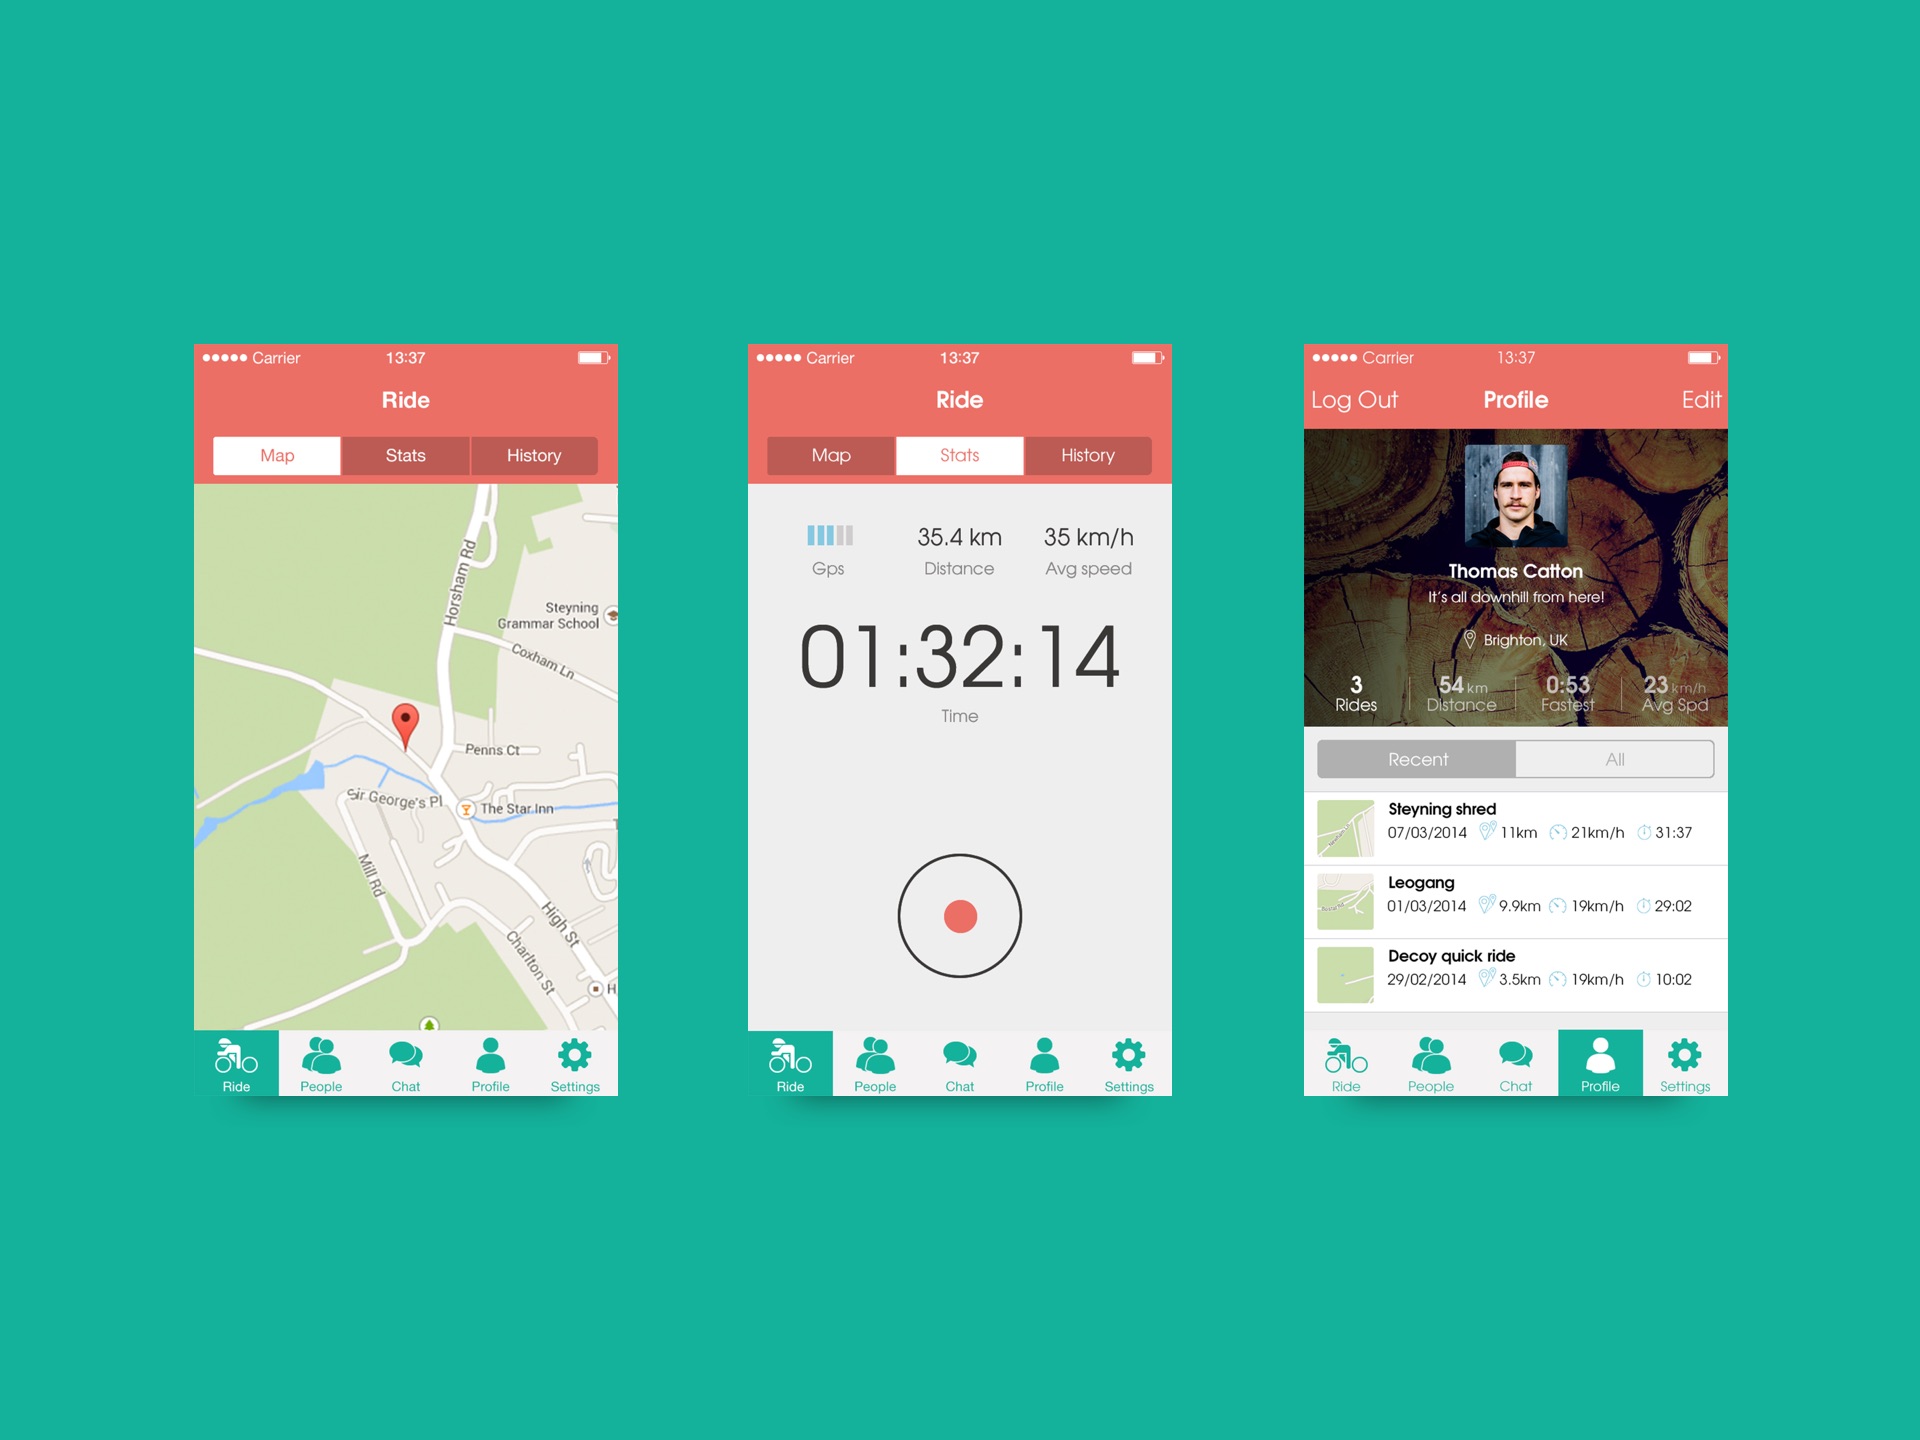 Carrier 13:37
Ride
Map Stats History
Horsham Rd
Steyning
Grammar School
Coxham Ln
Penns Ct
Sir George's Pl
The Star Inn
Mill Rd
High St
Charlton St
H
Ride People Chat Profile Settings
Carrier 13:37
Ride
Map Stats History
35.4 km 35 km/h
Gps Distance Avg speed
01:32:14
Time
Ride People Chat Profile Settings
Carrier 13:37
Log Out Profile Edit
Thomas Catton
It's all downhill from here!
Brighton, UK
3 54 km 0:53 23 km/h
Rides Distance Fastest Avg Spd
Recent All
Steyning shred
07/03/2014 11km 21km/h 31:37
Leogang
01/03/2014 9.9km 19km/h 29:02
Decoy quick ride
29/02/2014 3.5km 19km/h 10:02
Ride People Chat Profile Settings